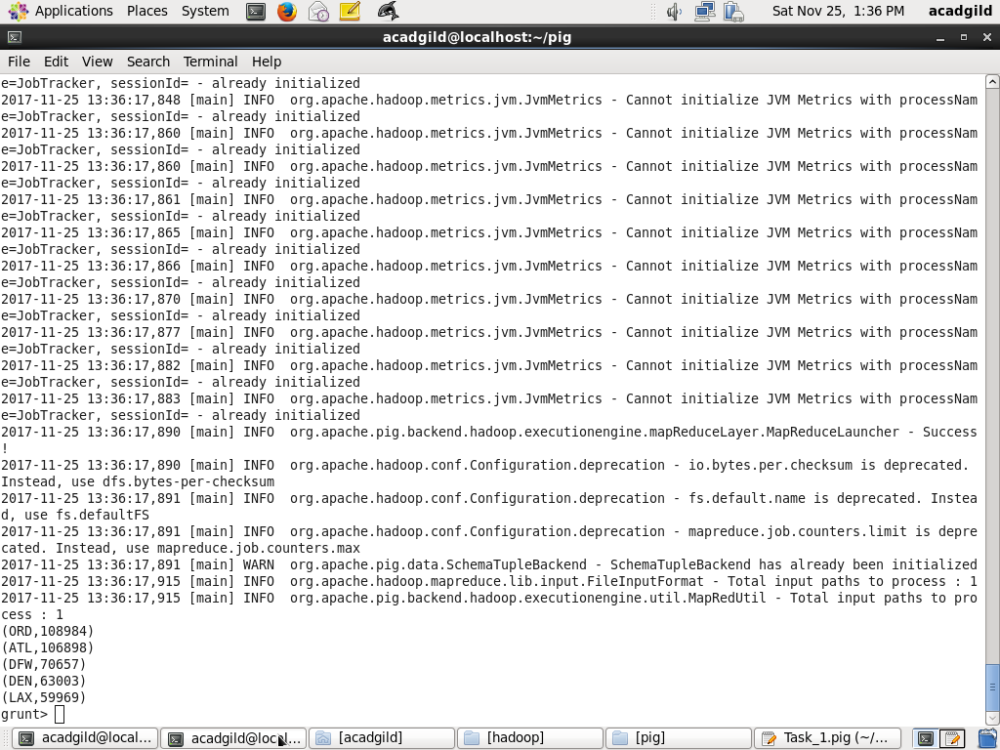 Applications Places System Sat Nov 25, 1:36 PM acadgild
acadgild@localhost:~/pig
File Edit View Search Terminal Help
e=JobTracker, sessionId= - already initialized
2017-11-25 13:36:17,848 [main] INFO  org.apache.hadoop.metrics.jvm.JvmMetrics - Cannot initialize JVM Metrics with processNam
e=JobTracker, sessionId= - already initialized
2017-11-25 13:36:17,860 [main] INFO  org.apache.hadoop.metrics.jvm.JvmMetrics - Cannot initialize JVM Metrics with processNam
e=JobTracker, sessionId= - already initialized
2017-11-25 13:36:17,860 [main] INFO  org.apache.hadoop.metrics.jvm.JvmMetrics - Cannot initialize JVM Metrics with processNam
e=JobTracker, sessionId= - already initialized
2017-11-25 13:36:17,861 [main] INFO  org.apache.hadoop.metrics.jvm.JvmMetrics - Cannot initialize JVM Metrics with processNam
e=JobTracker, sessionId= - already initialized
2017-11-25 13:36:17,865 [main] INFO  org.apache.hadoop.metrics.jvm.JvmMetrics - Cannot initialize JVM Metrics with processNam
e=JobTracker, sessionId= - already initialized
2017-11-25 13:36:17,866 [main] INFO  org.apache.hadoop.metrics.jvm.JvmMetrics - Cannot initialize JVM Metrics with processNam
e=JobTracker, sessionId= - already initialized
2017-11-25 13:36:17,870 [main] INFO  org.apache.hadoop.metrics.jvm.JvmMetrics - Cannot initialize JVM Metrics with processNam
e=JobTracker, sessionId= - already initialized
2017-11-25 13:36:17,877 [main] INFO  org.apache.hadoop.metrics.jvm.JvmMetrics - Cannot initialize JVM Metrics with processNam
e=JobTracker, sessionId= - already initialized
2017-11-25 13:36:17,882 [main] INFO  org.apache.hadoop.metrics.jvm.JvmMetrics - Cannot initialize JVM Metrics with processNam
e=JobTracker, sessionId= - already initialized
2017-11-25 13:36:17,883 [main] INFO  org.apache.hadoop.metrics.jvm.JvmMetrics - Cannot initialize JVM Metrics with processNam
e=JobTracker, sessionId= - already initialized
2017-11-25 13:36:17,890 [main] INFO  org.apache.pig.backend.hadoop.executionengine.mapReduceLayer.MapReduceLauncher - Success
!
2017-11-25 13:36:17,890 [main] INFO  org.apache.hadoop.conf.Configuration.deprecation - io.bytes.per.checksum is deprecated.
Instead, use dfs.bytes-per-checksum
2017-11-25 13:36:17,891 [main] INFO  org.apache.hadoop.conf.Configuration.deprecation - fs.default.name is deprecated. Instea
d, use fs.defaultFS
2017-11-25 13:36:17,891 [main] INFO  org.apache.hadoop.conf.Configuration.deprecation - mapreduce.job.counters.limit is depre
cated. Instead, use mapreduce.job.counters.max
2017-11-25 13:36:17,891 [main] WARN  org.apache.pig.data.SchemaTupleBackend - SchemaTupleBackend has already been initialized
2017-11-25 13:36:17,915 [main] INFO  org.apache.hadoop.mapreduce.lib.input.FileInputFormat - Total input paths to process : 1
2017-11-25 13:36:17,915 [main] INFO  org.apache.pig.backend.hadoop.executionengine.util.MapRedUtil - Total input paths to pro
cess : 1
(ORD,108984)
(ATL,106898)
(DFW,70657)
(DEN,63003)
(LAX,59969)
grunt>
acadgild@local... acadgild@local... [acadgild] [hadoop] [pig] Task_1.pig (~/...